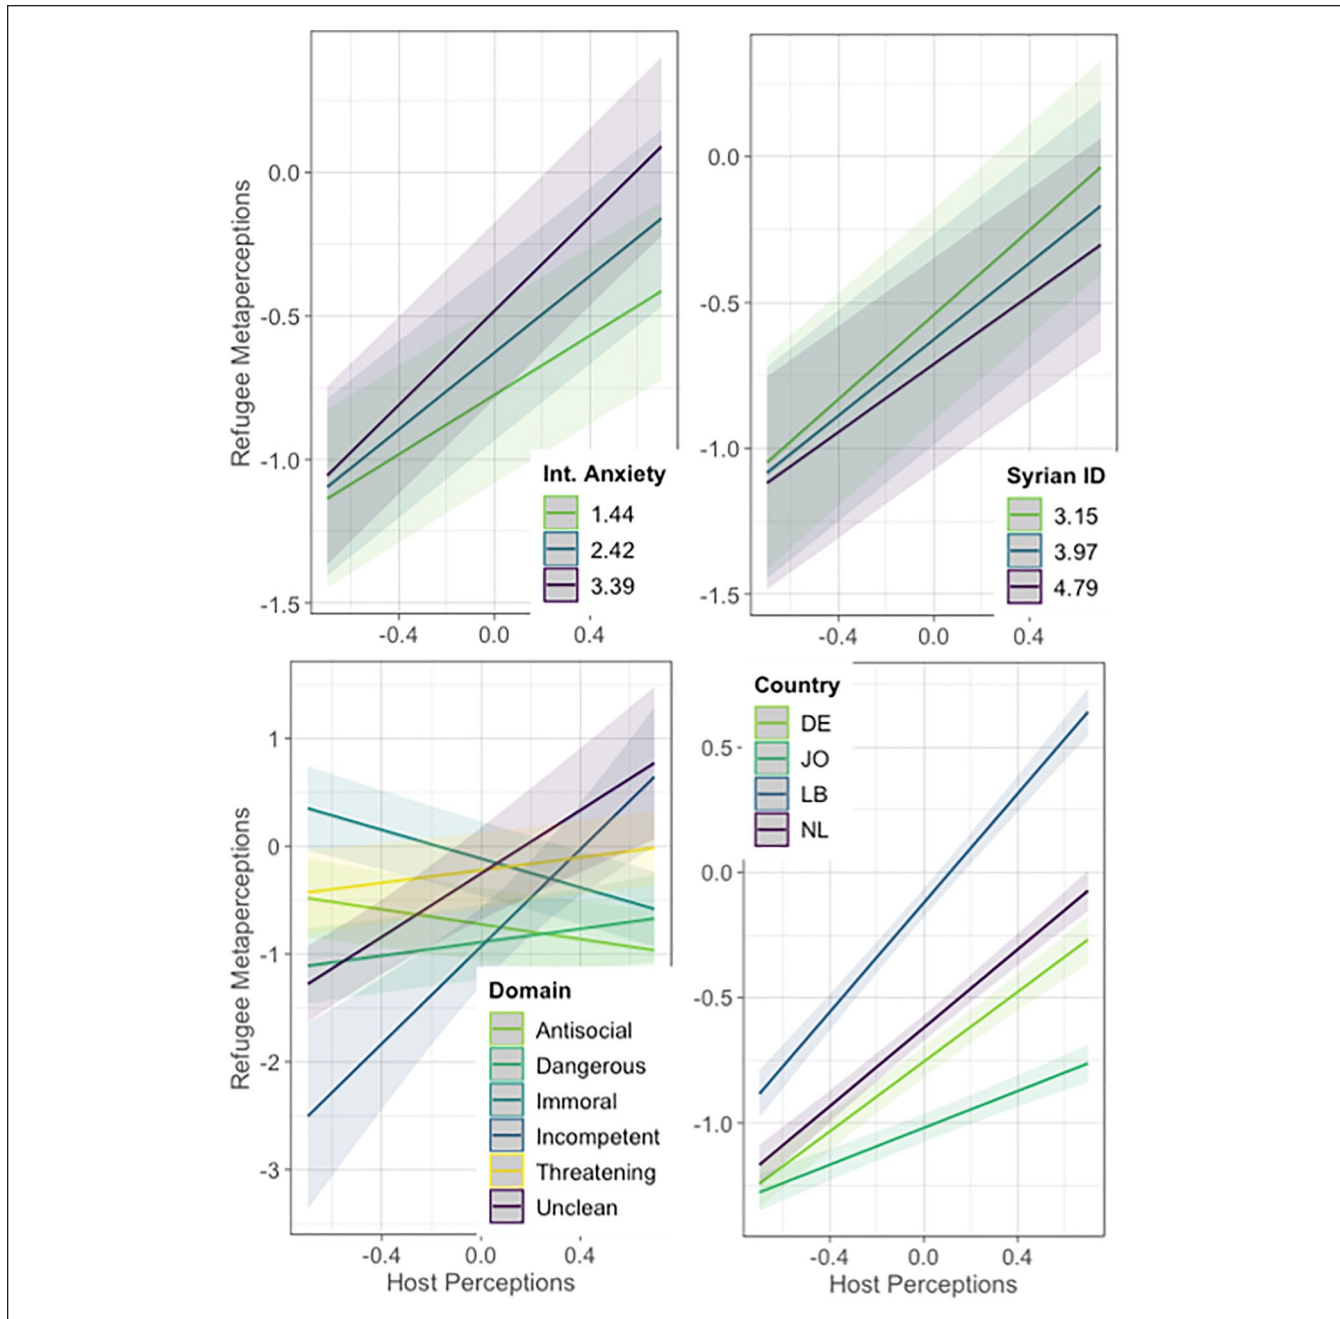 Refugee Metaperceptions
0.0
-0.5
-1.0
-1.5
-0.4 0.0 0.4
Int. Anxiety
1.44
2.42
3.39
0.0
-0.5
-1.0
-1.5
-0.4 0.0 0.4
Syrian ID
3.15
3.97
4.79
Refugee Metaperceptions
1
0
-1
-2
-3
-0.4 0.0 0.4
Host Perceptions
Domain
Antisocial
Dangerous
Immoral
Incompetent
Threatening
Unclean
Country
DE
JO
LB
NL
0.5
0.0
-0.5
-1.0
-0.4 0.0 0.4
Host Perceptions